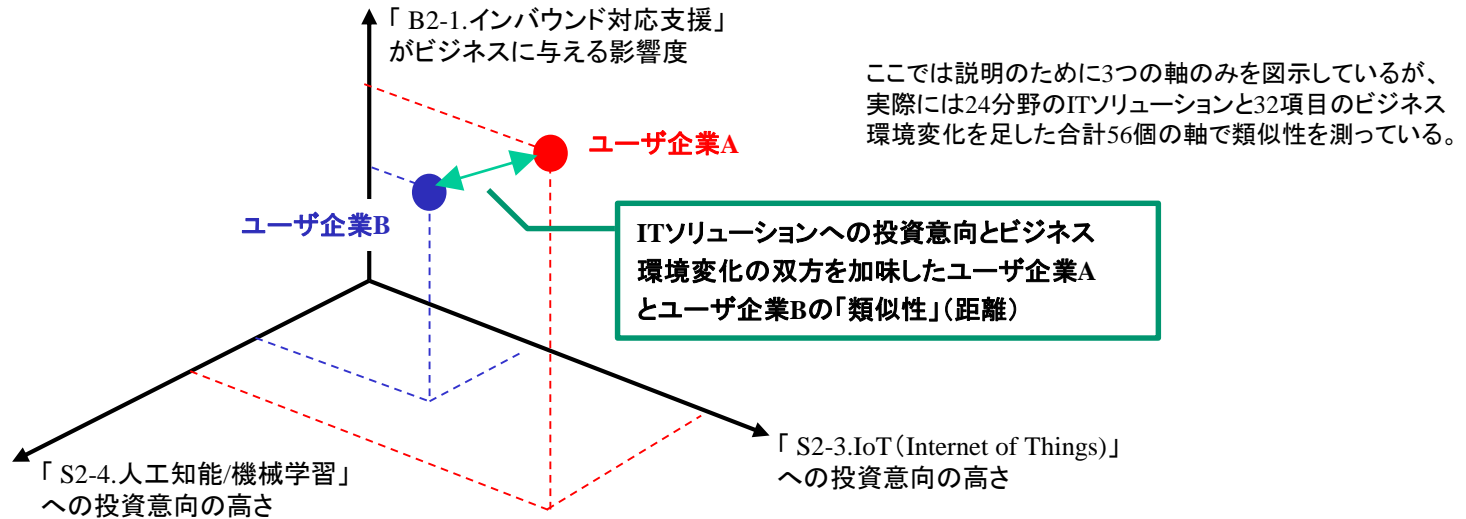 「 B2-1.インバウンド対応支援」
がビジネスに与える影響度
ここでは説明のために3つの軸のみを図示しているが、
実際には24分野のITソリューションと32項目のビジネス
環境変化を足した合計56個の軸で類似性を測っている。
ユーザ企業A
ユーザ企業B
ITソリューションへの投資意向とビジネス
環境変化の双方を加味したユーザ企業A
とユーザ企業Bの「類似性」(距離)
「 S2-3.IoT(Internet of Things)」
への投資意向の高さ
「 S2-4.人工知能/機械学習」
への投資意向の高さ